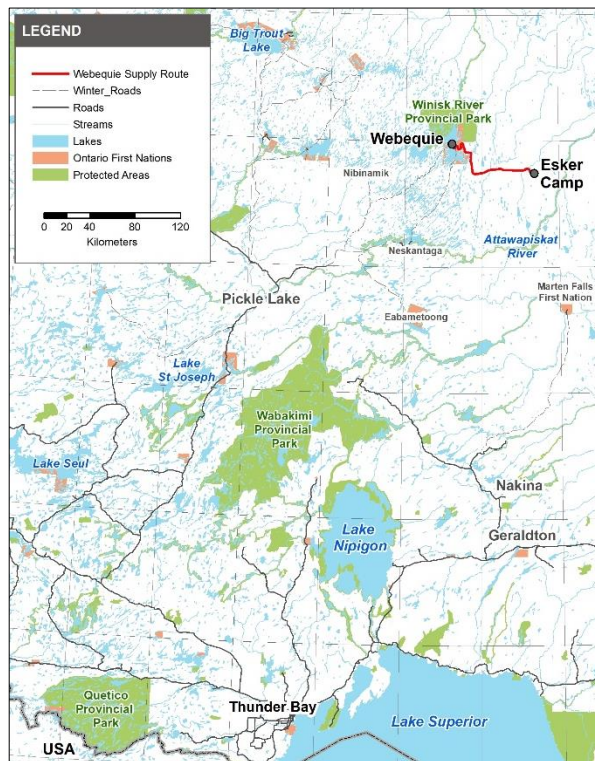 LEGEND
Webequie Supply Route
Winter_Roads
Roads
Streams
Lakes
Ontario First Nations
Protected Areas
0 20 40 80 120
Kilometers
Big Trout
Lake
Winisk River
Provincial Park
Webequie
Esker
Camp
Nibinamik
Attawapiskat
River
Neskantaga
Pickle Lake
Marten Falls
First Nation
Eabametoong
Lake
St Joseph
Wabakimi
Provincial
Park
Lake Seul
Nakina
Lake
Nipigon
Geraldton
Quetico
Provincial
Park
Thunder Bay
Lake Superior
USA